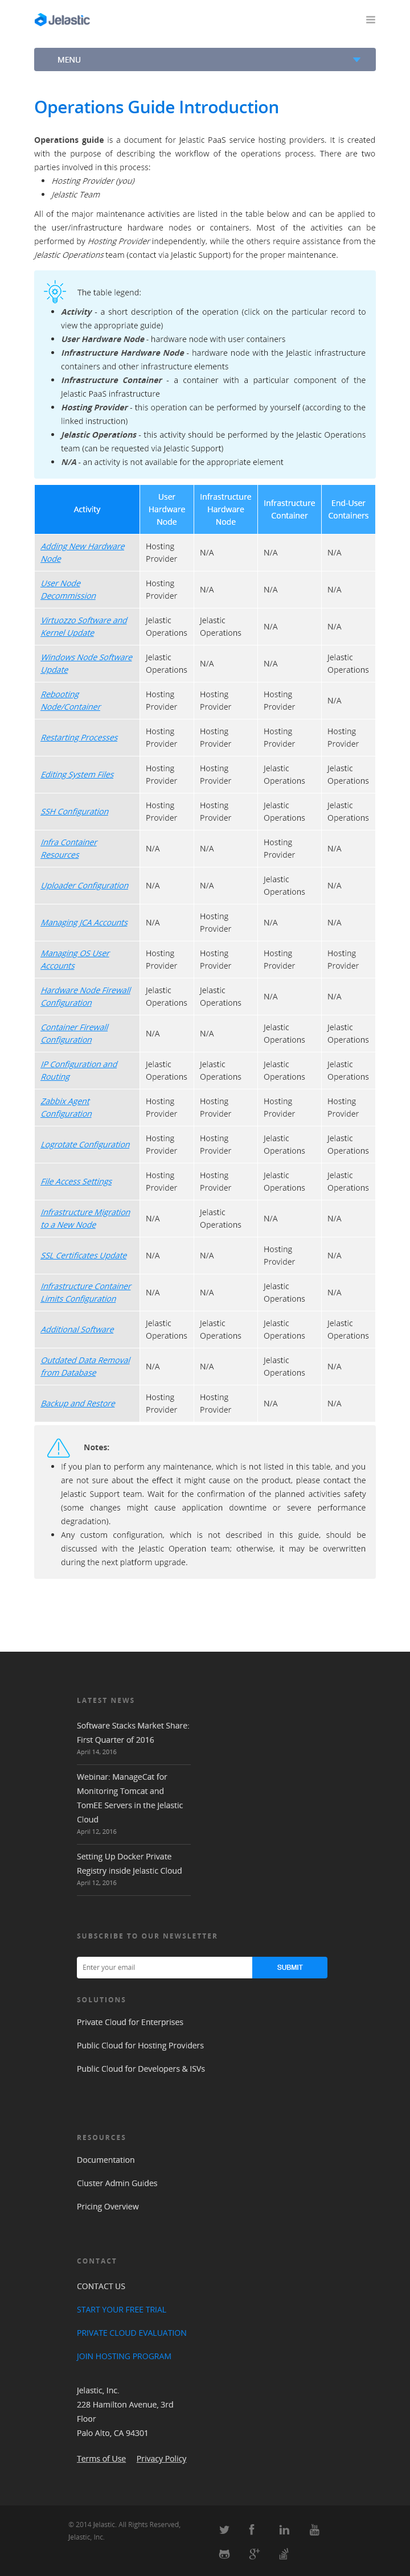 Jelastic
MENU
Operations Guide Introduction
Operations guide is a document for Jelastic PaaS service hosting providers. It is created
with the purpose of describing the workflow of the operations process. There are two
parties involved in this process:
• Hosting Provider (you)
• Jelastic Team
All of the major maintenance activities are listed in the table below and can be applied to
the user/infrastructure hardware nodes or containers. Most of the activities can be
performed by Hosting Provider independently, while the others require assistance from the
Jelastic Operations team (contact via Jelastic Support) for the proper maintenance.
The table legend:
• Activity - a short description of the operation (click on the particular record to
view the appropriate guide)
• User Hardware Node - hardware node with user containers
• Infrastructure Hardware Node - hardware node with the Jelastic infrastructure
containers and other infrastructure elements
• Infrastructure Container - a container with a particular component of the
Jelastic PaaS infrastructure
• Hosting Provider - this operation can be performed by yourself (according to the
linked instruction)
• Jelastic Operations - this activity should be performed by the Jelastic Operations
team (can be requested via Jelastic Support)
• N/A - an activity is not available for the appropriate element
Activity User Hardware Node Infrastructure Hardware Node Infrastructure Container End-User Containers
Adding New Hardware Node Hosting Provider N/A N/A N/A
User Node Decommission Hosting Provider N/A N/A N/A
Virtuozzo Software and Kernel Update Jelastic Operations Jelastic Operations N/A N/A
Windows Node Software Update Jelastic Operations N/A N/A Jelastic Operations
Rebooting Node/Container Hosting Provider Hosting Provider Hosting Provider N/A
Restarting Processes Hosting Provider Hosting Provider Hosting Provider Hosting Provider
Editing System Files Hosting Provider Hosting Provider Jelastic Operations Jelastic Operations
SSH Configuration Hosting Provider Hosting Provider Jelastic Operations Jelastic Operations
Infra Container Resources N/A N/A Hosting Provider N/A
Uploader Configuration N/A N/A Jelastic Operations N/A
Managing JCA Accounts N/A Hosting Provider N/A N/A
Managing OS User Accounts Hosting Provider Hosting Provider Hosting Provider Hosting Provider
Hardware Node Firewall Configuration Jelastic Operations Jelastic Operations N/A N/A
Container Firewall Configuration N/A N/A Jelastic Operations Jelastic Operations
IP Configuration and Routing Jelastic Operations Jelastic Operations Jelastic Operations Jelastic Operations
Zabbix Agent Configuration Hosting Provider Hosting Provider Hosting Provider Hosting Provider
Logrotate Configuration Hosting Provider Hosting Provider Jelastic Operations Jelastic Operations
File Access Settings Hosting Provider Hosting Provider Jelastic Operations Jelastic Operations
Infrastructure Migration to a New Node N/A Jelastic Operations N/A N/A
SSL Certificates Update N/A N/A Hosting Provider N/A
Infrastructure Container Limits Configuration N/A N/A Jelastic Operations N/A
Additional Software Jelastic Operations Jelastic Operations Jelastic Operations Jelastic Operations
Outdated Data Removal from Database N/A N/A Jelastic Operations N/A
Backup and Restore Hosting Provider Hosting Provider N/A N/A
Notes:
• If you plan to perform any maintenance, which is not listed in this table, and you
are not sure about the effect it might cause on the product, please contact the
Jelastic Support team. Wait for the confirmation of the planned activities safety
(some changes might cause application downtime or severe performance
degradation).
• Any custom configuration, which is not described in this guide, should be
discussed with the Jelastic Operation team; otherwise, it may be overwritten
during the next platform upgrade.
LATEST NEWS
Software Stacks Market Share:
First Quarter of 2016
April 14, 2016
Webinar: ManageCat for
Monitoring Tomcat and
TomEE Servers in the Jelastic
Cloud
April 12, 2016
Setting Up Docker Private
Registry inside Jelastic Cloud
April 12, 2016
SUBSCRIBE TO OUR NEWSLETTER
Enter your email SUBMIT
SOLUTIONS
Private Cloud for Enterprises
Public Cloud for Hosting Providers
Public Cloud for Developers & ISVs
RESOURCES
Documentation
Cluster Admin Guides
Pricing Overview
CONTACT
CONTACT US
START YOUR FREE TRIAL
PRIVATE CLOUD EVALUATION
JOIN HOSTING PROGRAM
Jelastic, Inc.
228 Hamilton Avenue, 3rd
Floor
Palo Alto, CA 94301
Terms of Use Privacy Policy
© 2014 Jelastic. All Rights Reserved,
Jelastic, Inc.